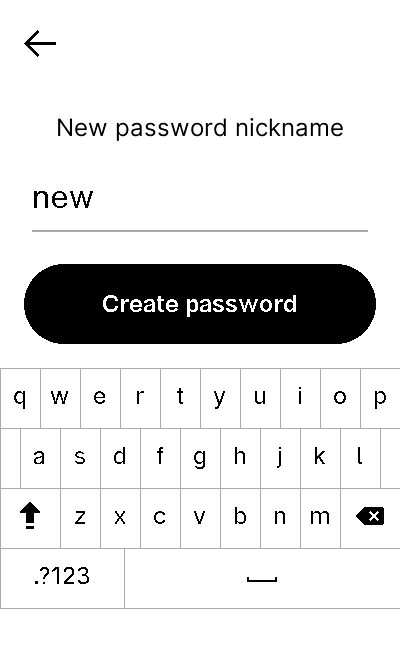 New password nickname
new
Create password
q w e r t y u i o p
a s d f g h j k l
z x c v b n m
.?123